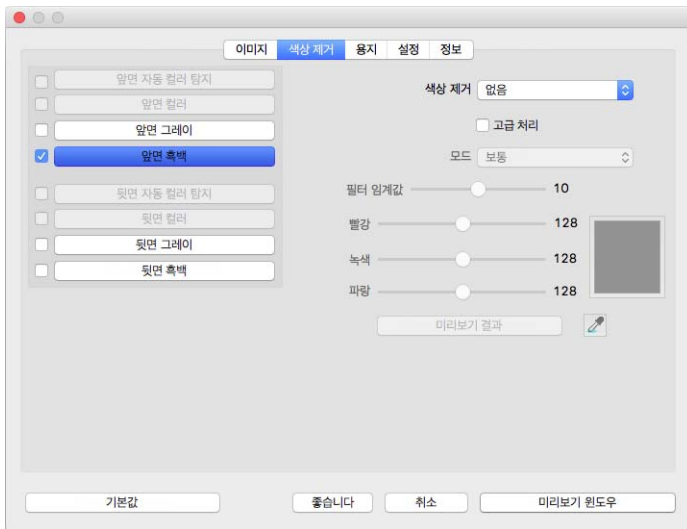 이미지 색상 제거 용지 설정 정보
앞면 자동 컬러 탐지
앞면 컬러
앞면 그레이
앞면 흑백
뒷면 자동 컬러 탐지
뒷면 컬러
뒷면 그레이
뒷면 흑백
색상 제거 없음
고급 처리
모드 보통
필터 임계값 10
빨강 128
녹색 128
파랑 128
미리보기 결과
기본값 좋습니다 취소 미리보기 윈도우